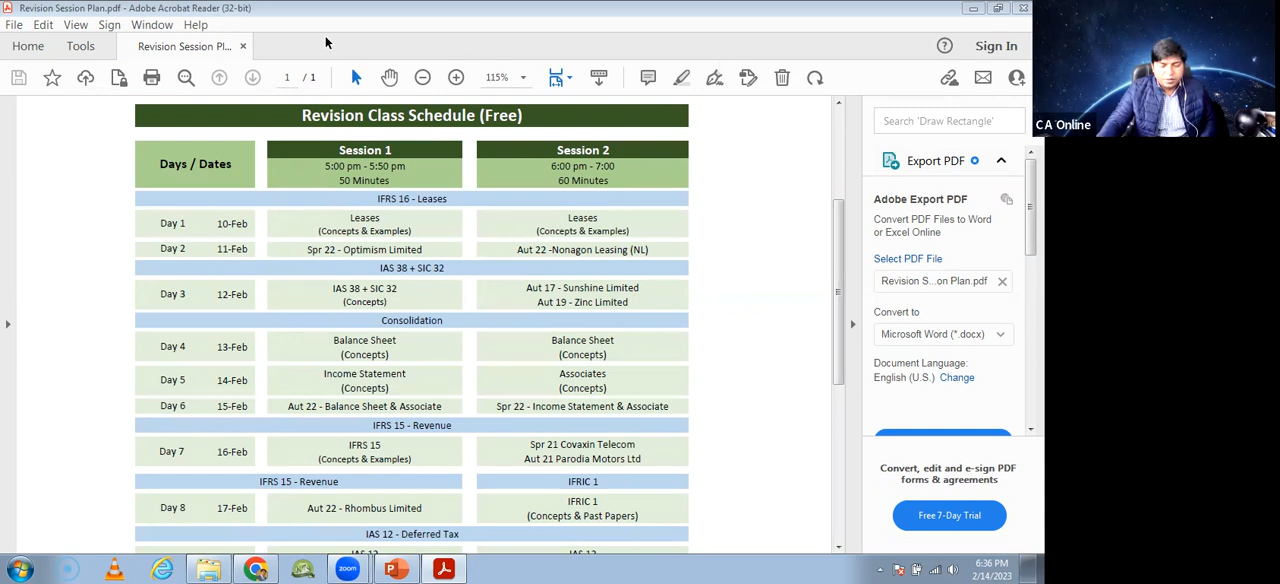 Revision Session Plan.pdf - Adobe Acrobat Reader (32-bit)
File Edit View Sign Window Help
Home Tools Revision Session Pl... × Sign In
1 / 1 115%
Revision Class Schedule (Free)
Days / Dates
Session 1
5:00 pm - 5:50 pm
50 Minutes
Session 2
6:00 pm - 7:00
60 Minutes
IFRS 16 - Leases
Day 1 10-Feb
Leases
(Concepts & Examples)
Leases
(Concepts & Examples)
Day 2 11-Feb Spr 22 - Optimism Limited Aut 22 -Nonagon Leasing (NL)
IAS 38 + SIC 32
Day 3 12-Feb
IAS 38 + SIC 32
(Concepts)
Aut 17 - Sunshine Limited
Aut 19 - Zinc Limited
Consolidation
Day 4 13-Feb
Balance Sheet
(Concepts)
Balance Sheet
(Concepts)
Day 5 14-Feb
Income Statement
(Concepts)
Associates
(Concepts)
Day 6 15-Feb Aut 22 - Balance Sheet & Associate Spr 22 - Income Statement & Associate
IFRS 15 - Revenue
Day 7 16-Feb
IFRS 15
(Concepts & Examples)
Spr 21 Covaxin Telecom
Aut 21 Parodia Motors Ltd
IFRS 15 - Revenue IFRIC 1
Day 8 17-Feb Aut 22 - Rhombus Limited
IFRIC 1
(Concepts & Past Papers)
IAS 12 - Deferred Tax
IAS 12 IAS 12
Search 'Draw Rectangle'
Export PDF
Adobe Export PDF
Convert PDF Files to Word
or Excel Online
Select PDF File
Revision S...on Plan.pdf
Convert to
Microsoft Word (*.docx)
Document Language:
English (U.S.) Change
Convert, edit and e-sign PDF
forms & agreements
Free 7-Day Trial
C A Online
zoom
6:36 PM
2/14/2023